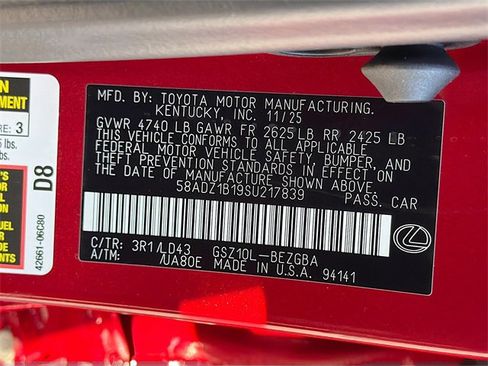 MFD. BY: TOYOTA MOTOR MANUFACTURING,
KENTUCKY, INC. 11/25
GVWR 4740 LB GAWR FR 2625 LB RR 2425 LB
THIS VEHICLE CONFORMS TO ALL APPLICABLE
FEDERAL MOTOR VEHICLE SAFETY, BUMPER, AND
THEFT PREVENTION STANDARDS IN EFFECT ON
THE DATE OF MANUFACTURE SHOWN ABOVE.
58ADZ1B19SU217839 PASS. CAR
C/TR: 3R1/LD43 GSZ10L-BEZGBA
A/TM: /UA80E MADE IN U.S.A. 94141
LEXUS
3
lbs.
D8
42661-06C80